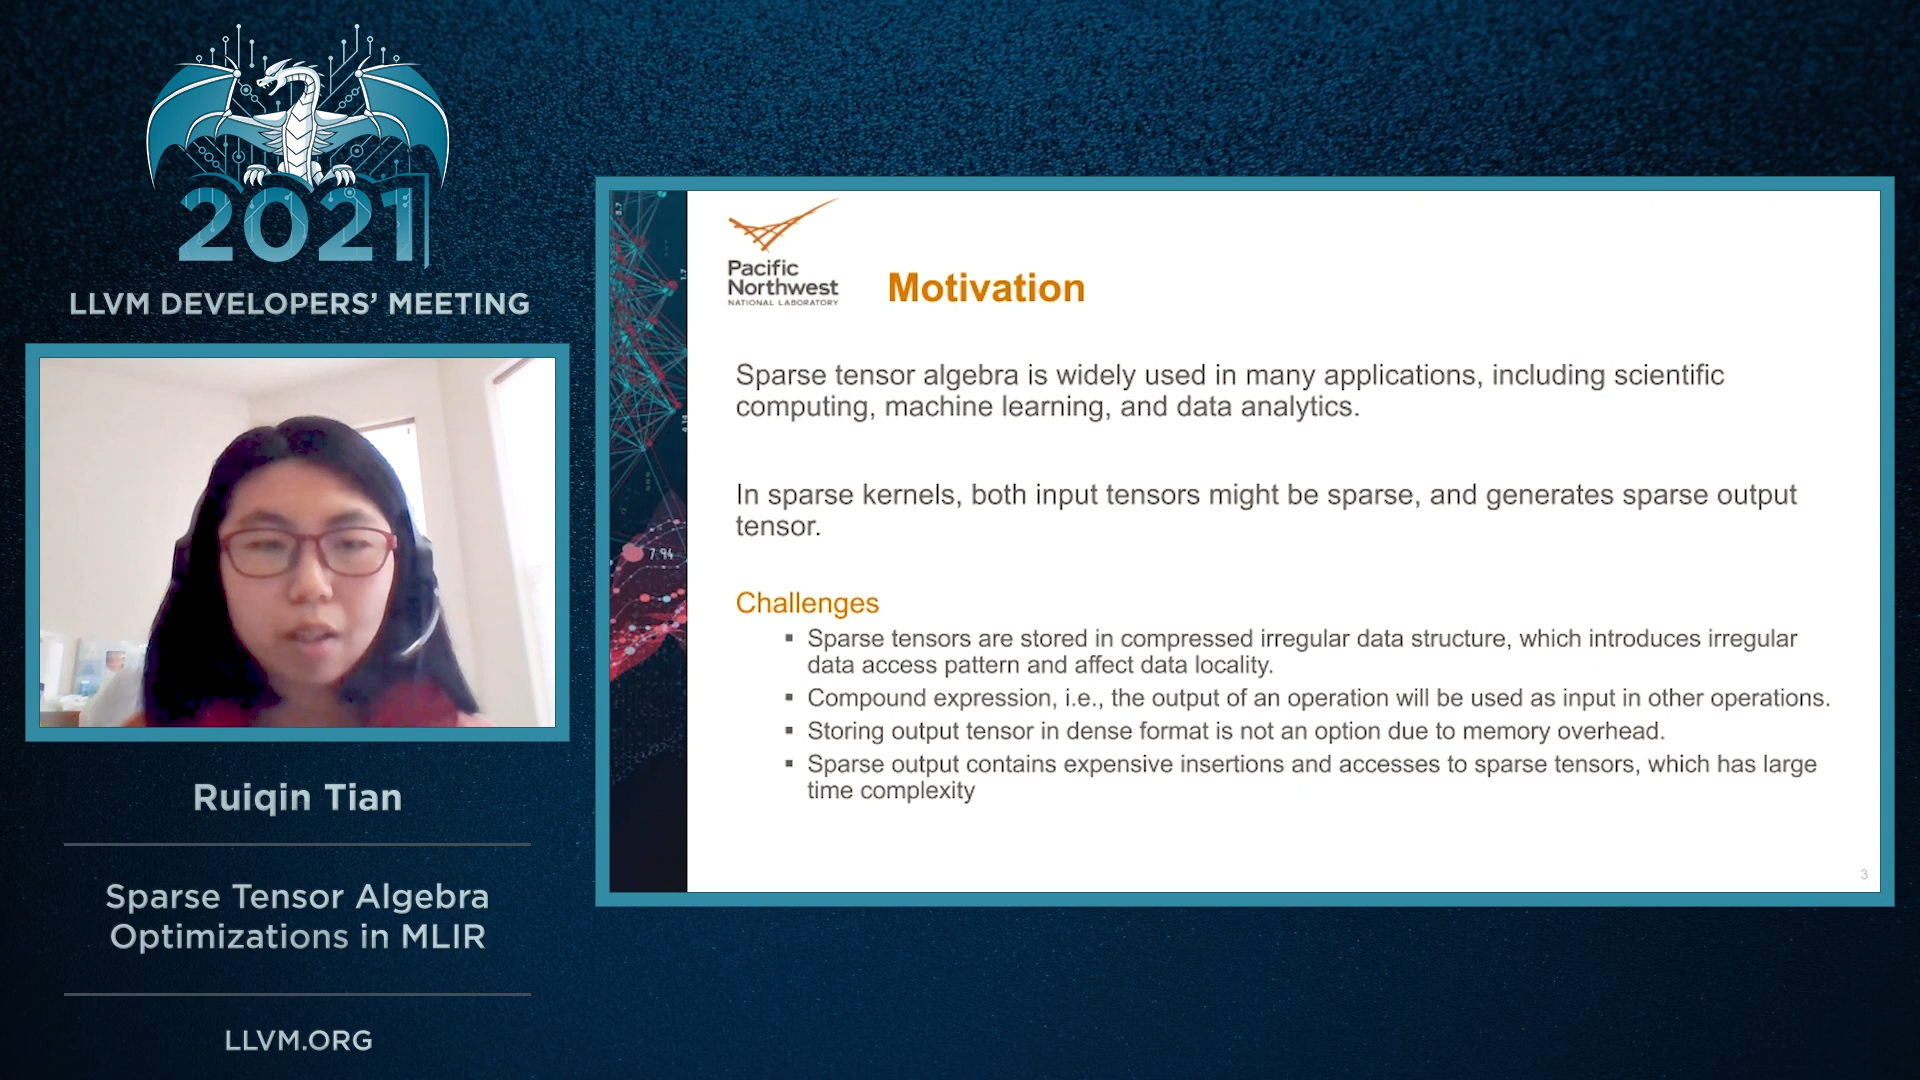 2021
LLVM DEVELOPERS’ MEETING
Ruiqin Tian
Sparse Tensor Algebra
Optimizations in MLIR
LLVM.ORG
Pacific
Northwest
NATIONAL LABORATORY
Motivation
Sparse tensor algebra is widely used in many applications, including scientific
computing, machine learning, and data analytics.
In sparse kernels, both input tensors might be sparse, and generates sparse output
tensor.
Challenges
▪ Sparse tensors are stored in compressed irregular data structure, which introduces irregular
data access pattern and affect data locality.
▪ Compound expression, i.e., the output of an operation will be used as input in other operations.
▪ Storing output tensor in dense format is not an option due to memory overhead.
▪ Sparse output contains expensive insertions and accesses to sparse tensors, which has large
time complexity
3
7.94